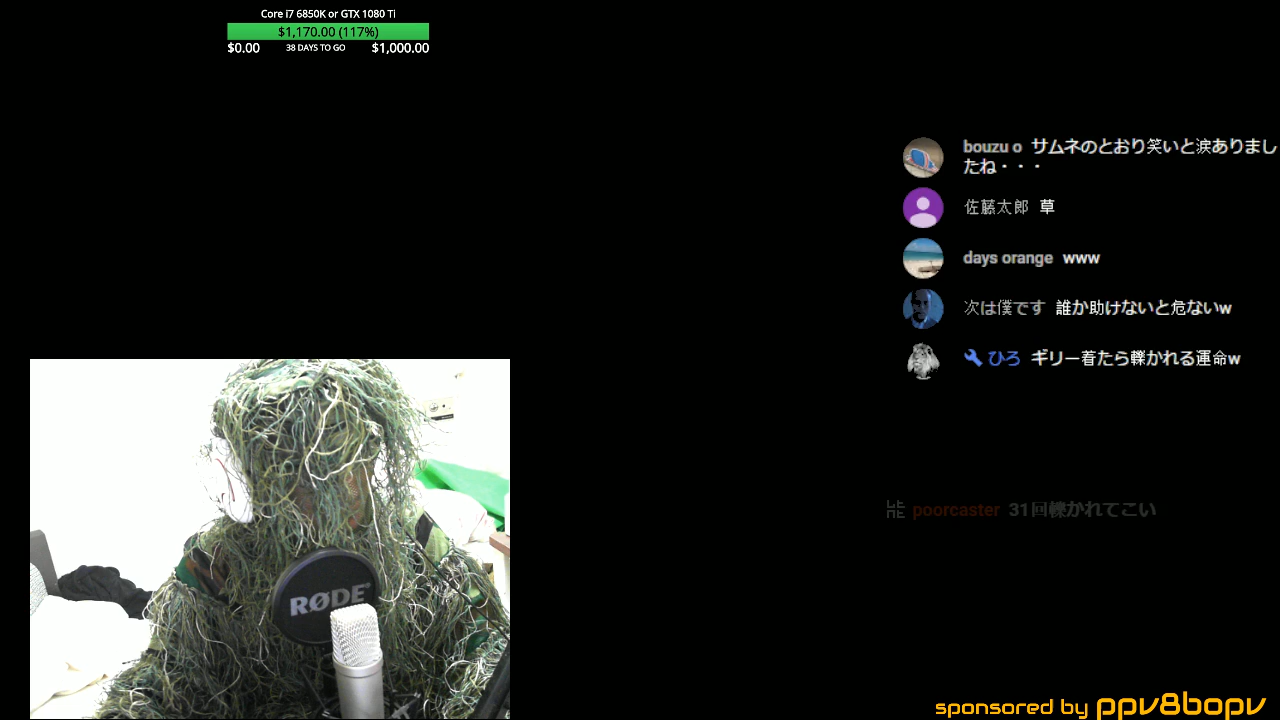 Core i7 6850K or GTX 1080 Ti
$1,170.00 (117%)
$0.00 38 DAYS TO GO $1,000.00
bouzu o サムネのとおり笑いと涙ありまし
たね・・・
佐藤太郎 草
days orange www
次は僕です 誰か助けないと危ないw
ひろ ギリー着たら轢かれる運命w
poorcaster 31回轢かれてこい
RØDE
sponsored by ppv8bopv